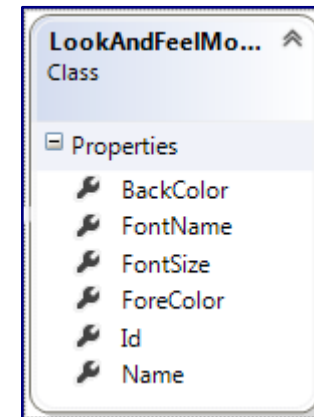 LookAndFeelMo...
Class
Properties
BackColor
FontName
FontSize
ForeColor
Id
Name